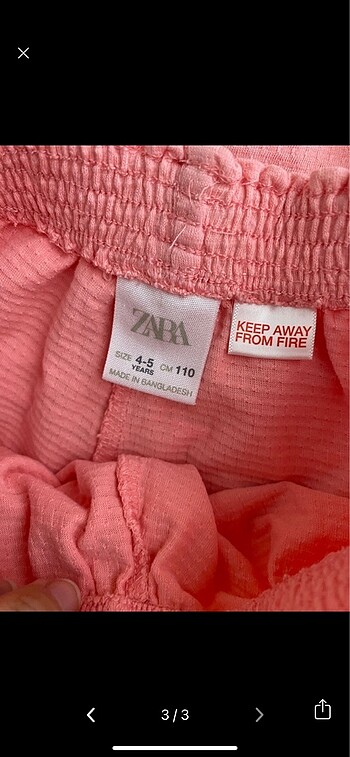 ZARA
SIZE 4-5 YEARS CM 110
MADE IN BANGLADESH
KEEP AWAY
FROM FIRE
3/3